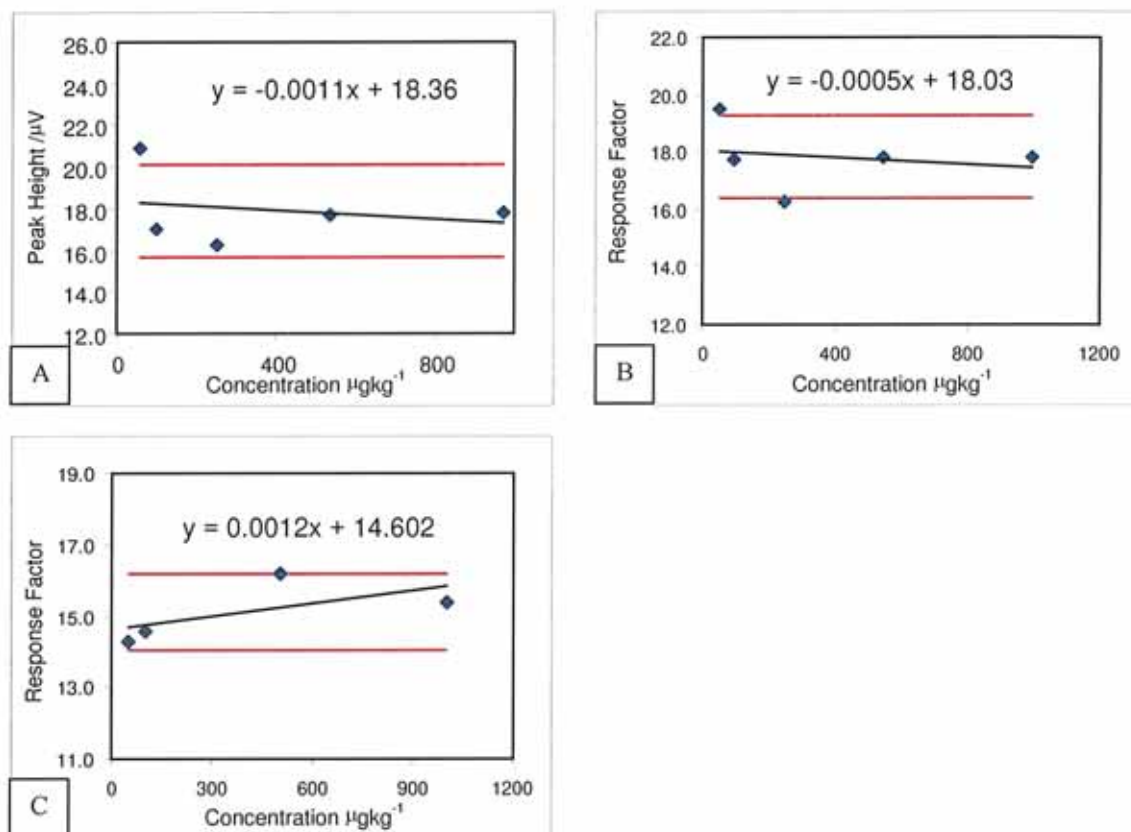 26.0
24.0
22.0
20.0
18.0
16.0
14.0
12.0
Peak Height /µV
y = -0.0011x + 18.36
0
400
800
Concentration µgkg⁻¹
A
22.0
20.0
18.0
16.0
14.0
12.0
Response Factor
y = -0.0005x + 18.03
0
400
800
1200
Concentration µgkg⁻¹
B
19.0
17.0
15.0
13.0
11.0
Response Factor
y = 0.0012x + 14.602
0
300
600
900
1200
Concentration µgkg⁻¹
C